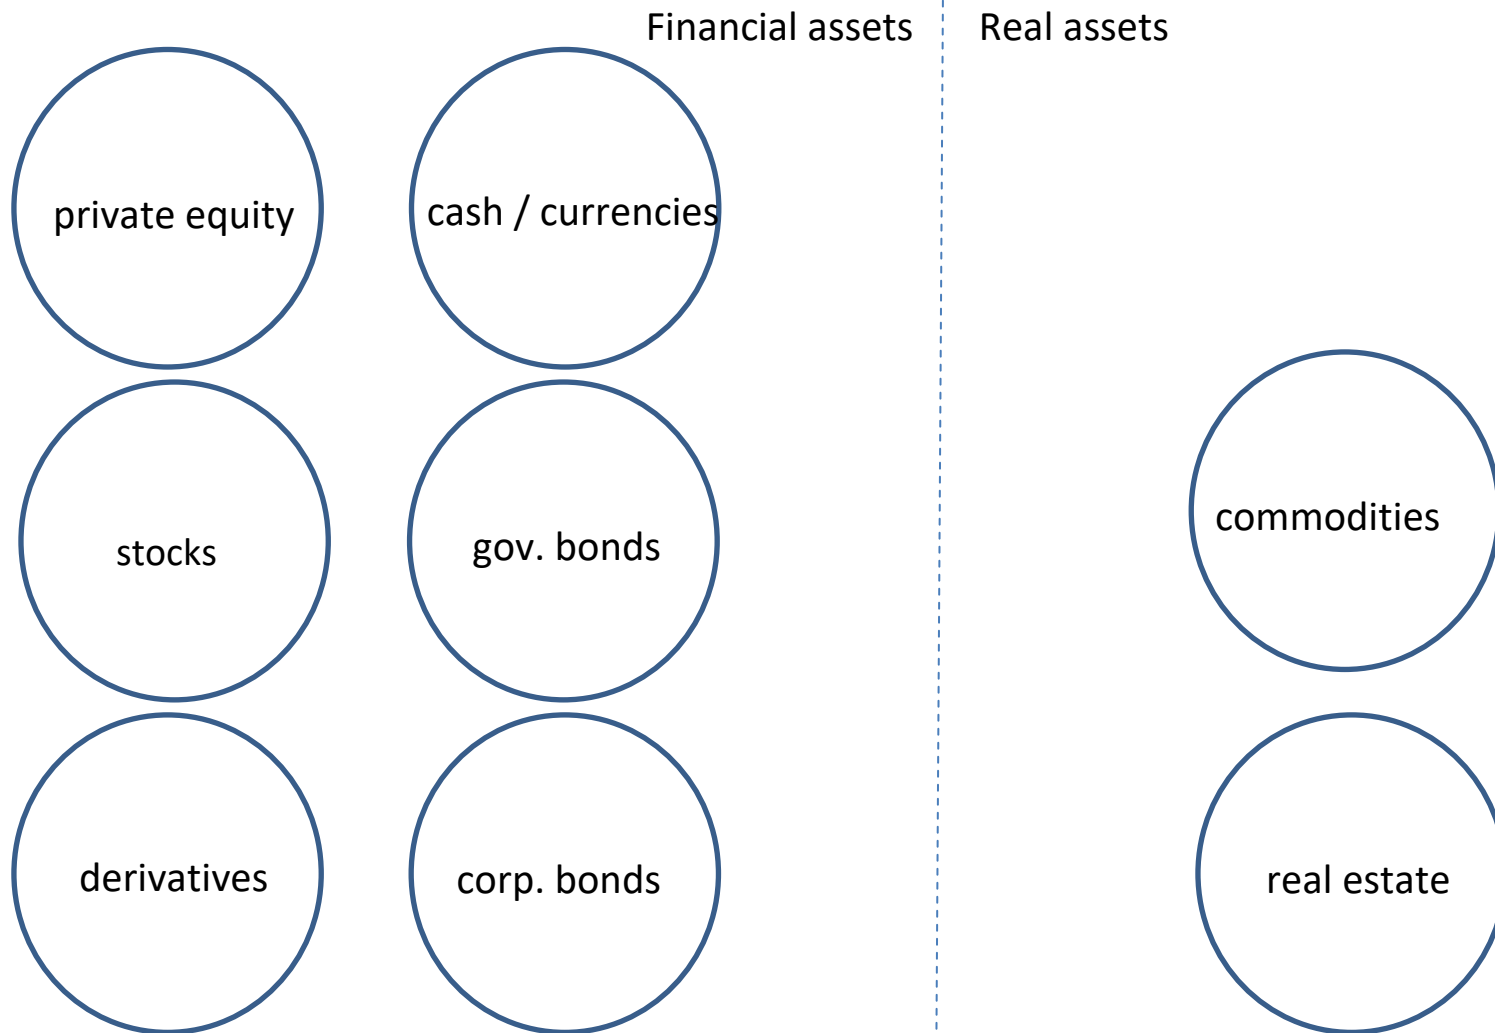 Financial assets
Real assets
private equity
cash / currencies
stocks
gov. bonds
commodities
derivatives
corp. bonds
real estate